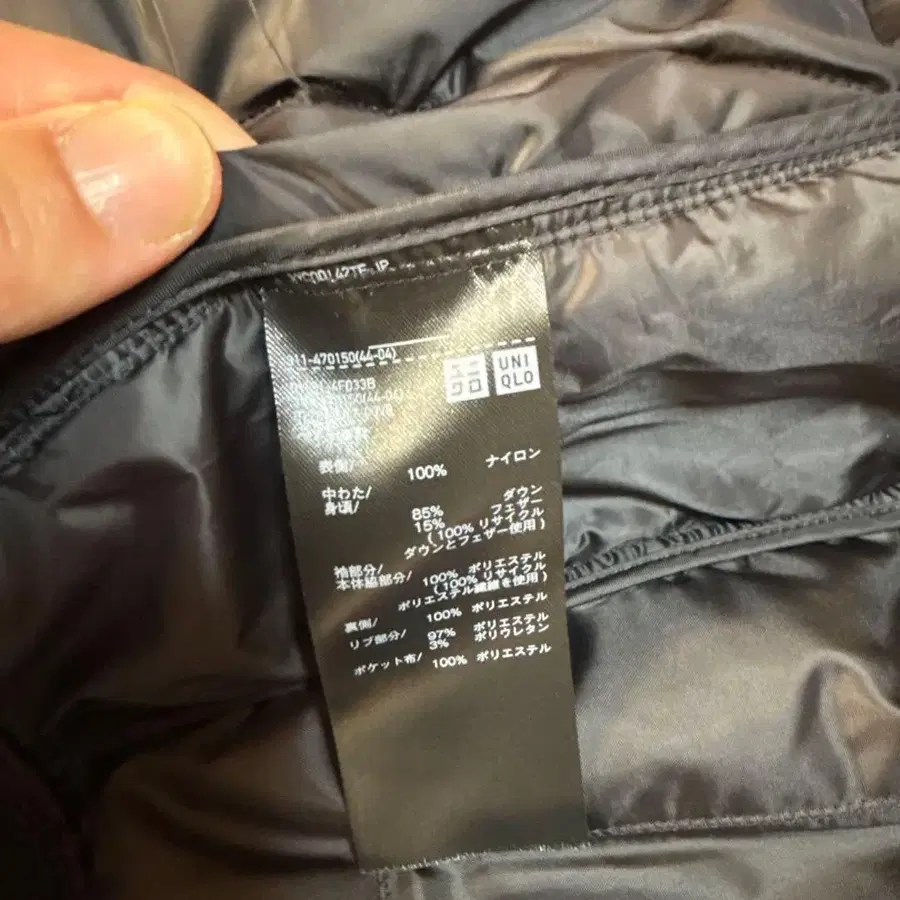 311-470150(44-04)
ユニクロ
UNI
QLO
4F033B
表側/ 100% ナイロン
中わた/
身頃/ 85% ダウン
15% フェザー
(100% リサイクル
ダウンとフェザー使用)
袖部分/
本体脇部分/ 100% ポリエステル
(100% リサイクル
ポリエステル繊維を使用)
裏側/ 100% ポリエステル
リブ部分/ 97% ポリエステル
3% ポリウレタン
ポケット布/ 100% ポリエステル